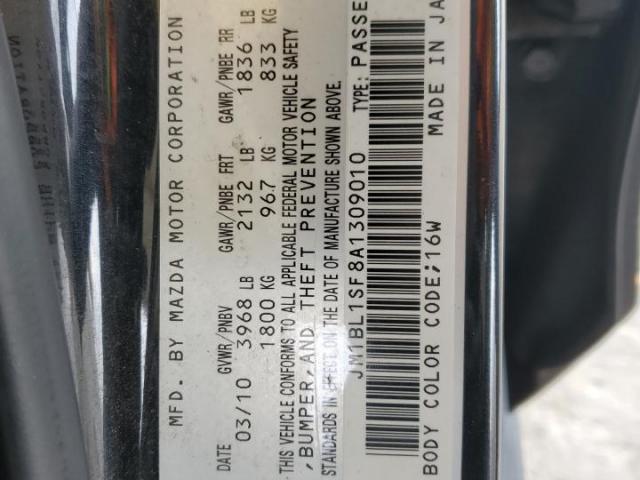 MFD. BY MAZDA MOTOR CORPORATION
DATE GVWR/PNBV GAWR/PNBE FRT GAWR/PNBE RR
03/10 3968 LB 2132 LB 1836 LB
1800 KG 967 KG 833 KG
THIS VEHICLE CONFORMS TO ALL APPLICABLE FEDERAL MOTOR VEHICLE SAFETY
,BUMPER,AND THEFT PREVENTION
STANDARDS IN EFFECT ON THE DATE OF MANUFACTURE SHOWN ABOVE.
JM1BL1SF8A1309010 TYPE: PASSE
BODY COLOR CODE;16W MADE IN JA